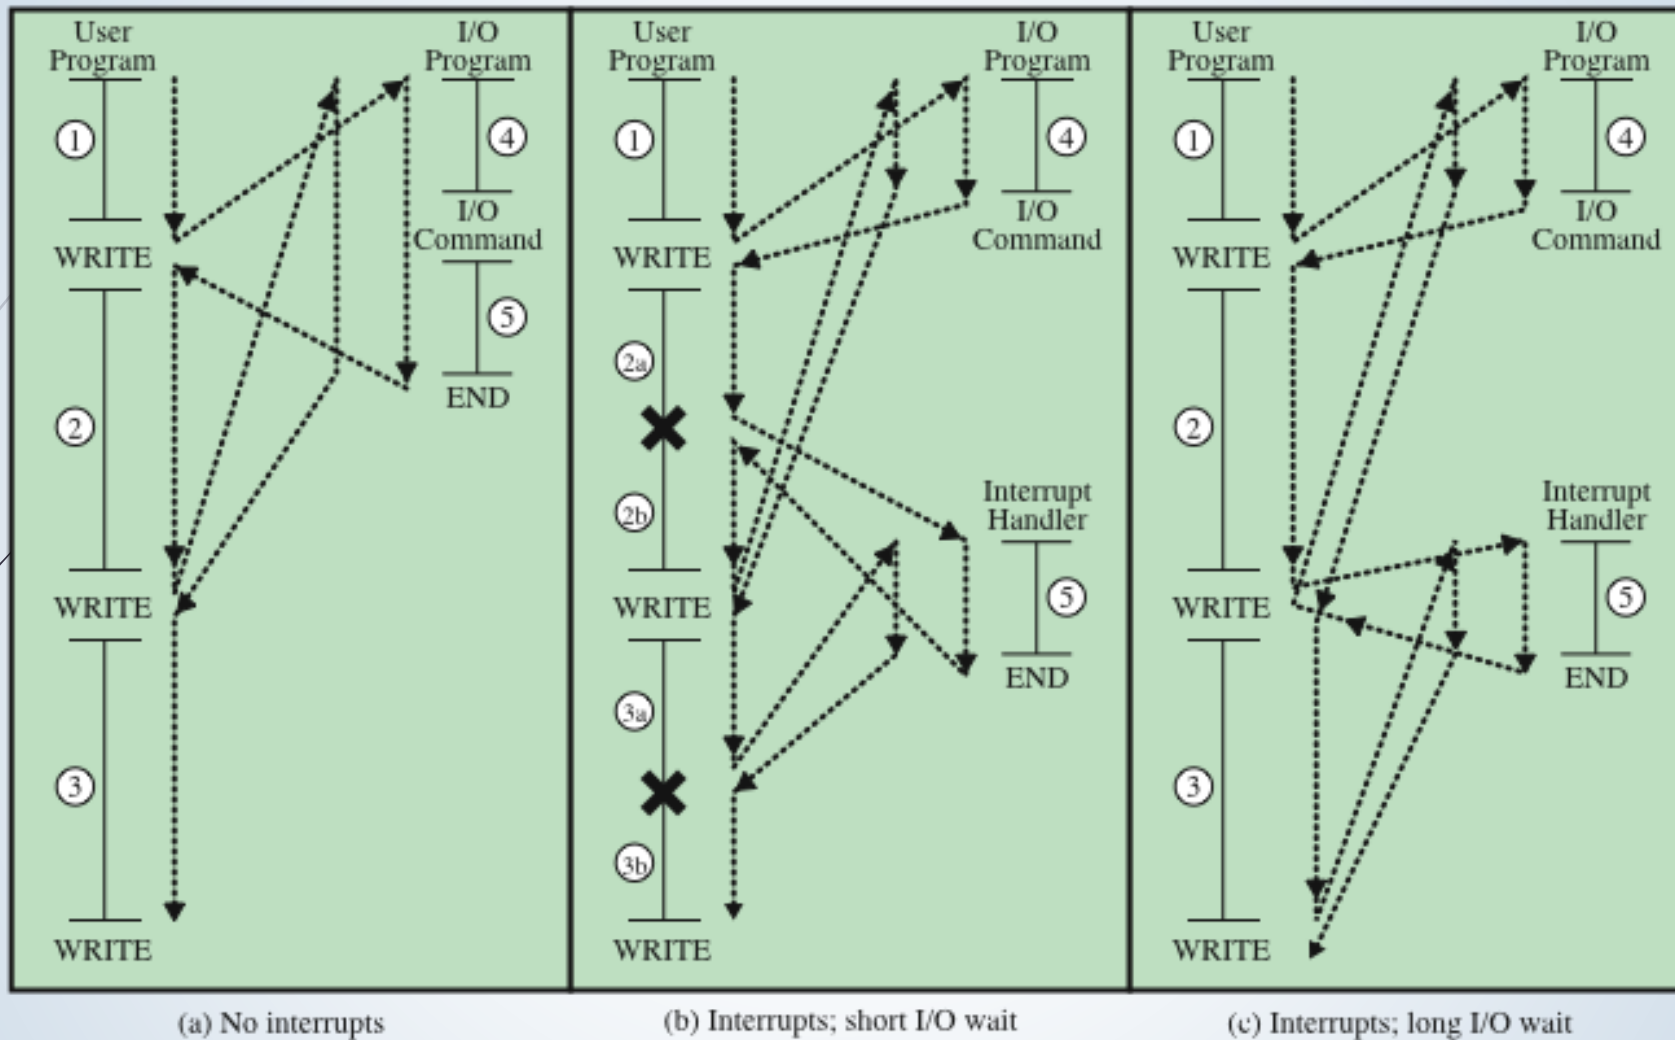 User
Program
I/O
Program
1
4
I/O
Command
WRITE
5
END
2
WRITE
3
WRITE
(a) No interrupts
User
Program
I/O
Program
1
4
I/O
Command
WRITE
2a
2b
Interrupt
Handler
WRITE
5
END
3a
3b
WRITE
(b) Interrupts; short I/O wait
User
Program
I/O
Program
1
4
I/O
Command
WRITE
2
Interrupt
Handler
WRITE
5
END
3
WRITE
(c) Interrupts; long I/O wait